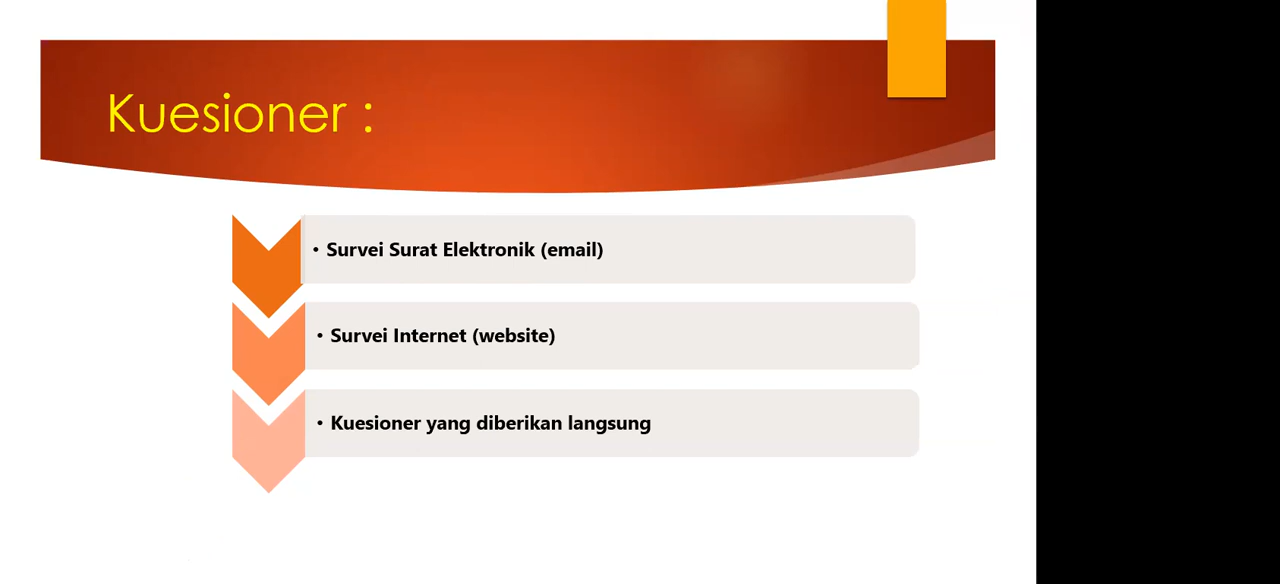 Kuesioner :
• Survei Surat Elektronik (email)
• Survei Internet (website)
• Kuesioner yang diberikan langsung